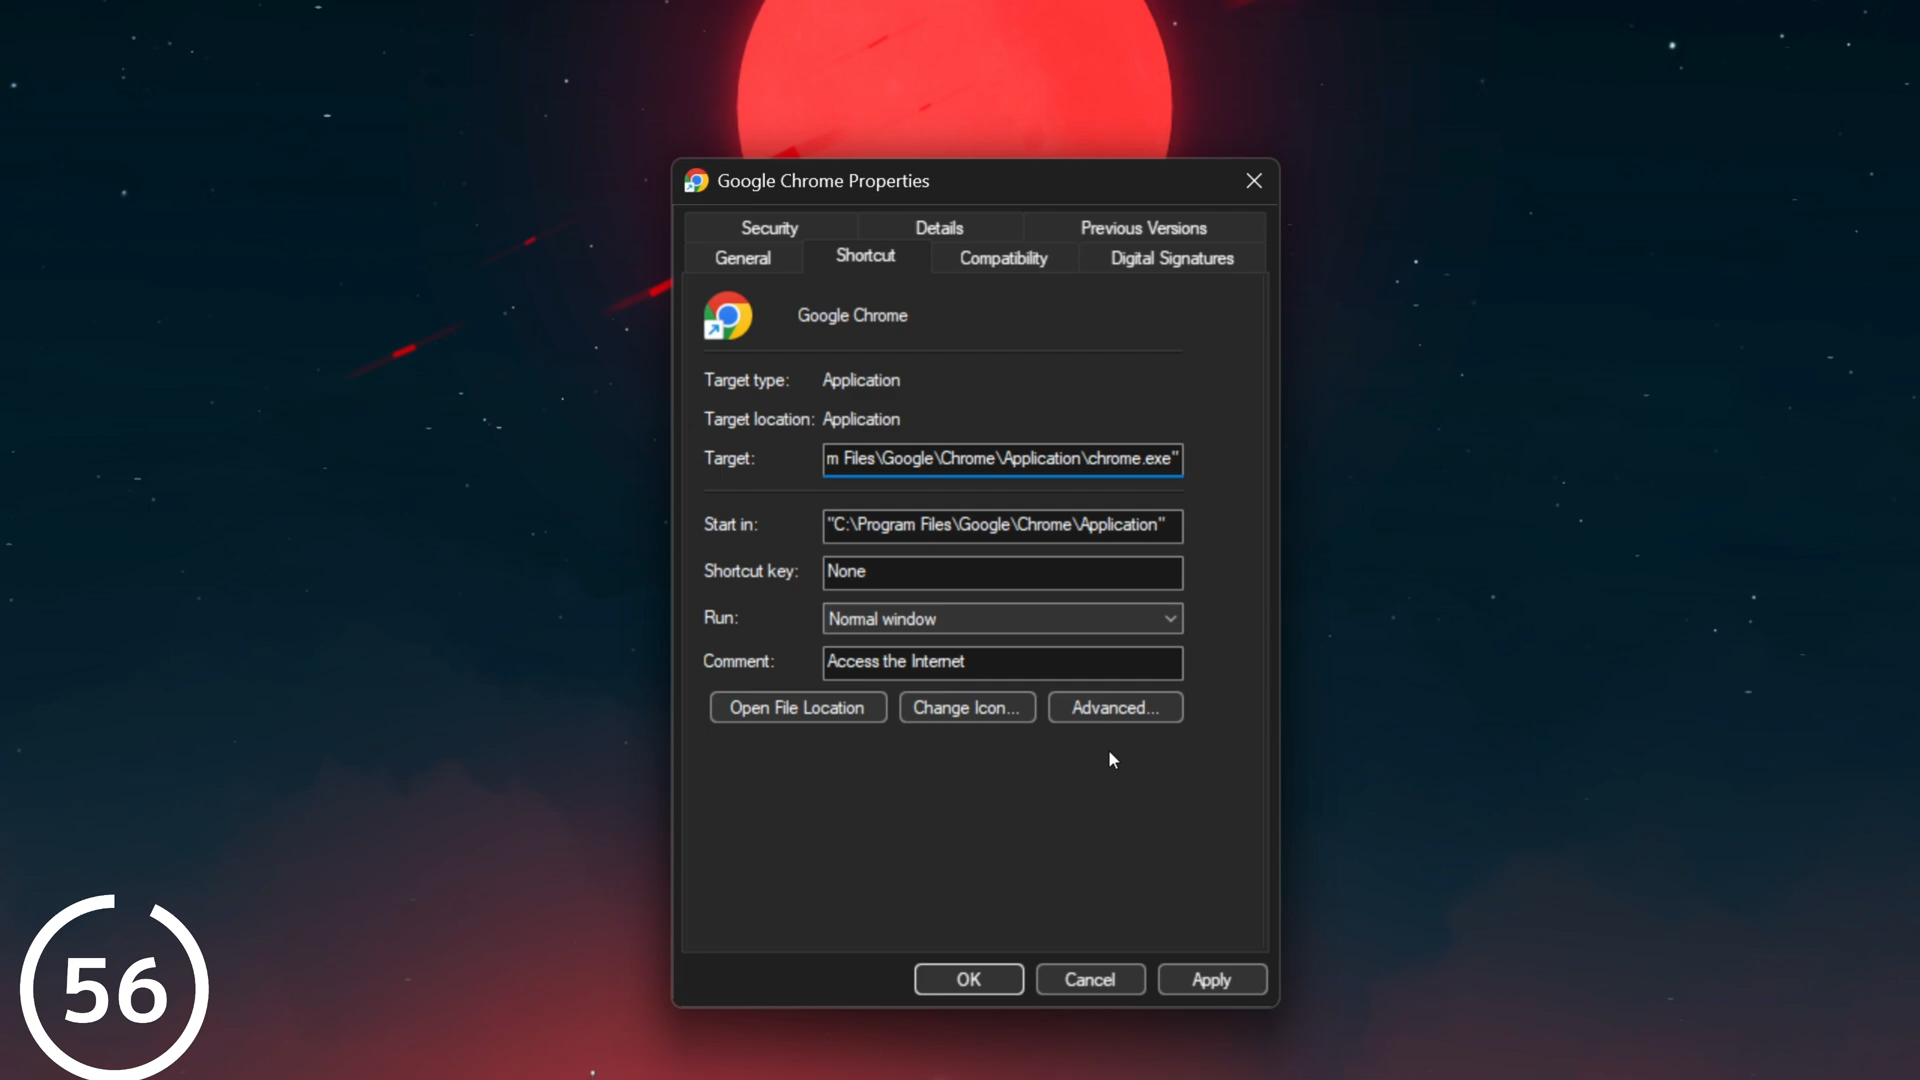 Google Chrome Properties
Security Details Previous Versions
General Shortcut Compatibility Digital Signatures
Google Chrome
Target type: Application
Target location: Application
Target: m Files\Google\Chrome\Application\chrome.exe"
Start in: "C:\Program Files\Google\Chrome\Application"
Shortcut key: None
Run: Normal window
Comment: Access the Internet
Open File Location Change Icon... Advanced...
OK Cancel Apply
56